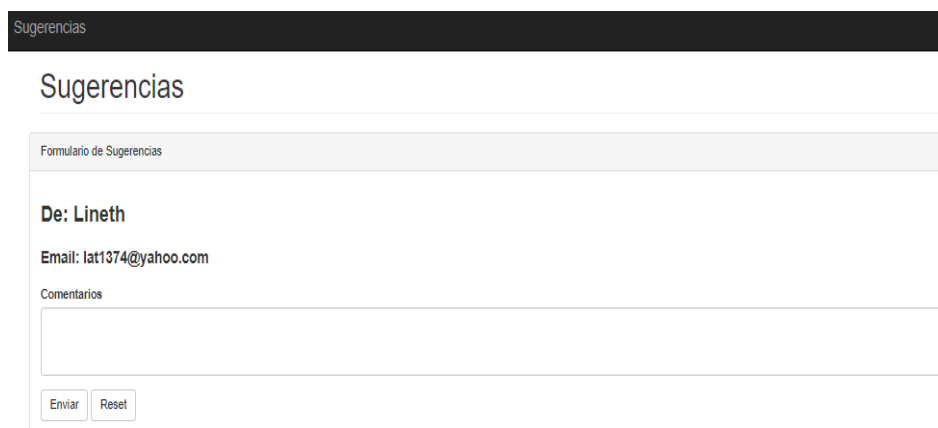 Sugerencias
Sugerencias
Formulario de Sugerencias
De: Lineth
Email: lat1374@yahoo.com
Comentarios
Enviar Reset